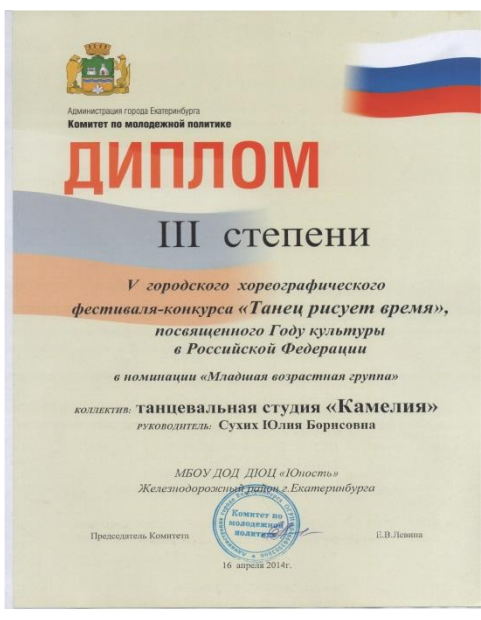 Администрация города Екатеринбурга
Комитет по молодежной политике
ДИПЛОМ
III степени
V городского хореографического
фестиваля-конкурса «Танец рисует время»,
посвященного Году культуры
в Российской Федерации
в номинации «Младшая возрастная группа»
КОЛЛЕКТИВ: танцевальная студия «Камелия»
РУКОВОДИТЕЛЬ: Сухих Юлия Борисовна
МБОУ ДОД ДЮЦ «Юность»
Железнодорожный район г.Екатеринбурга
Комитет по
молодежной
политике
Председатель Комитета
Е.В.Левина
16 апреля 2014г.